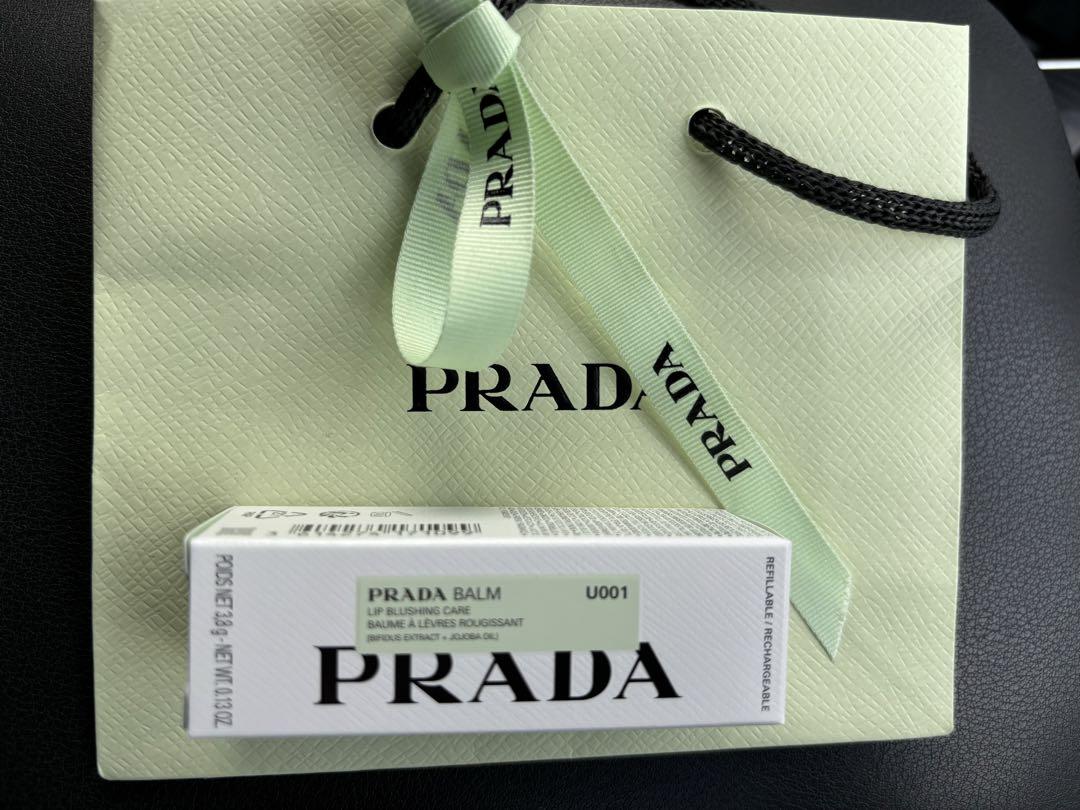 PRADA
PRADA
PRADA
PRADA BALM U001
LIP BLUSHING CARE
BAUME À LÈVRES ROUGISSANT
(BIFIDUS EXTRACT + JOJOBA OIL)
PRADA
POIDS NET 3,8 g - NET WT. 0.13 OZ.
REFILLABLE / RECHARGEABLE